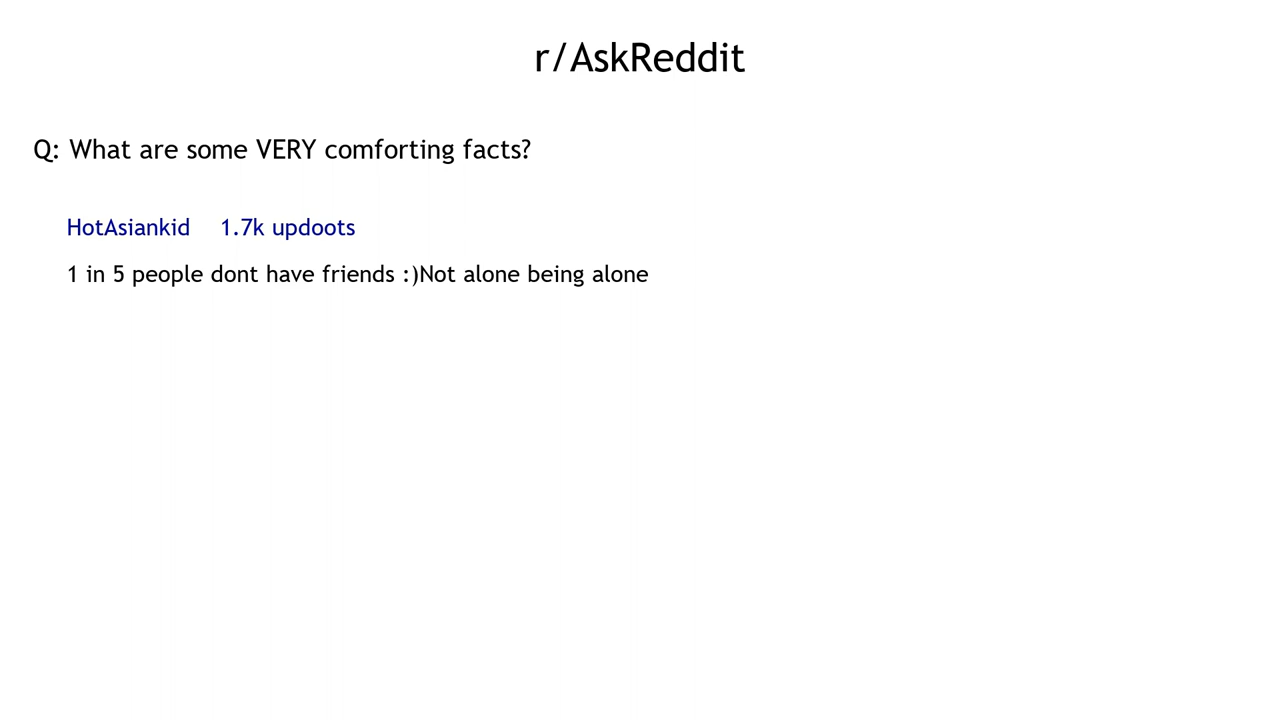 r/AskReddit
Q: What are some VERY comforting facts?
HotAsiankid 1.7k updoots
1 in 5 people dont have friends :)Not alone being alone